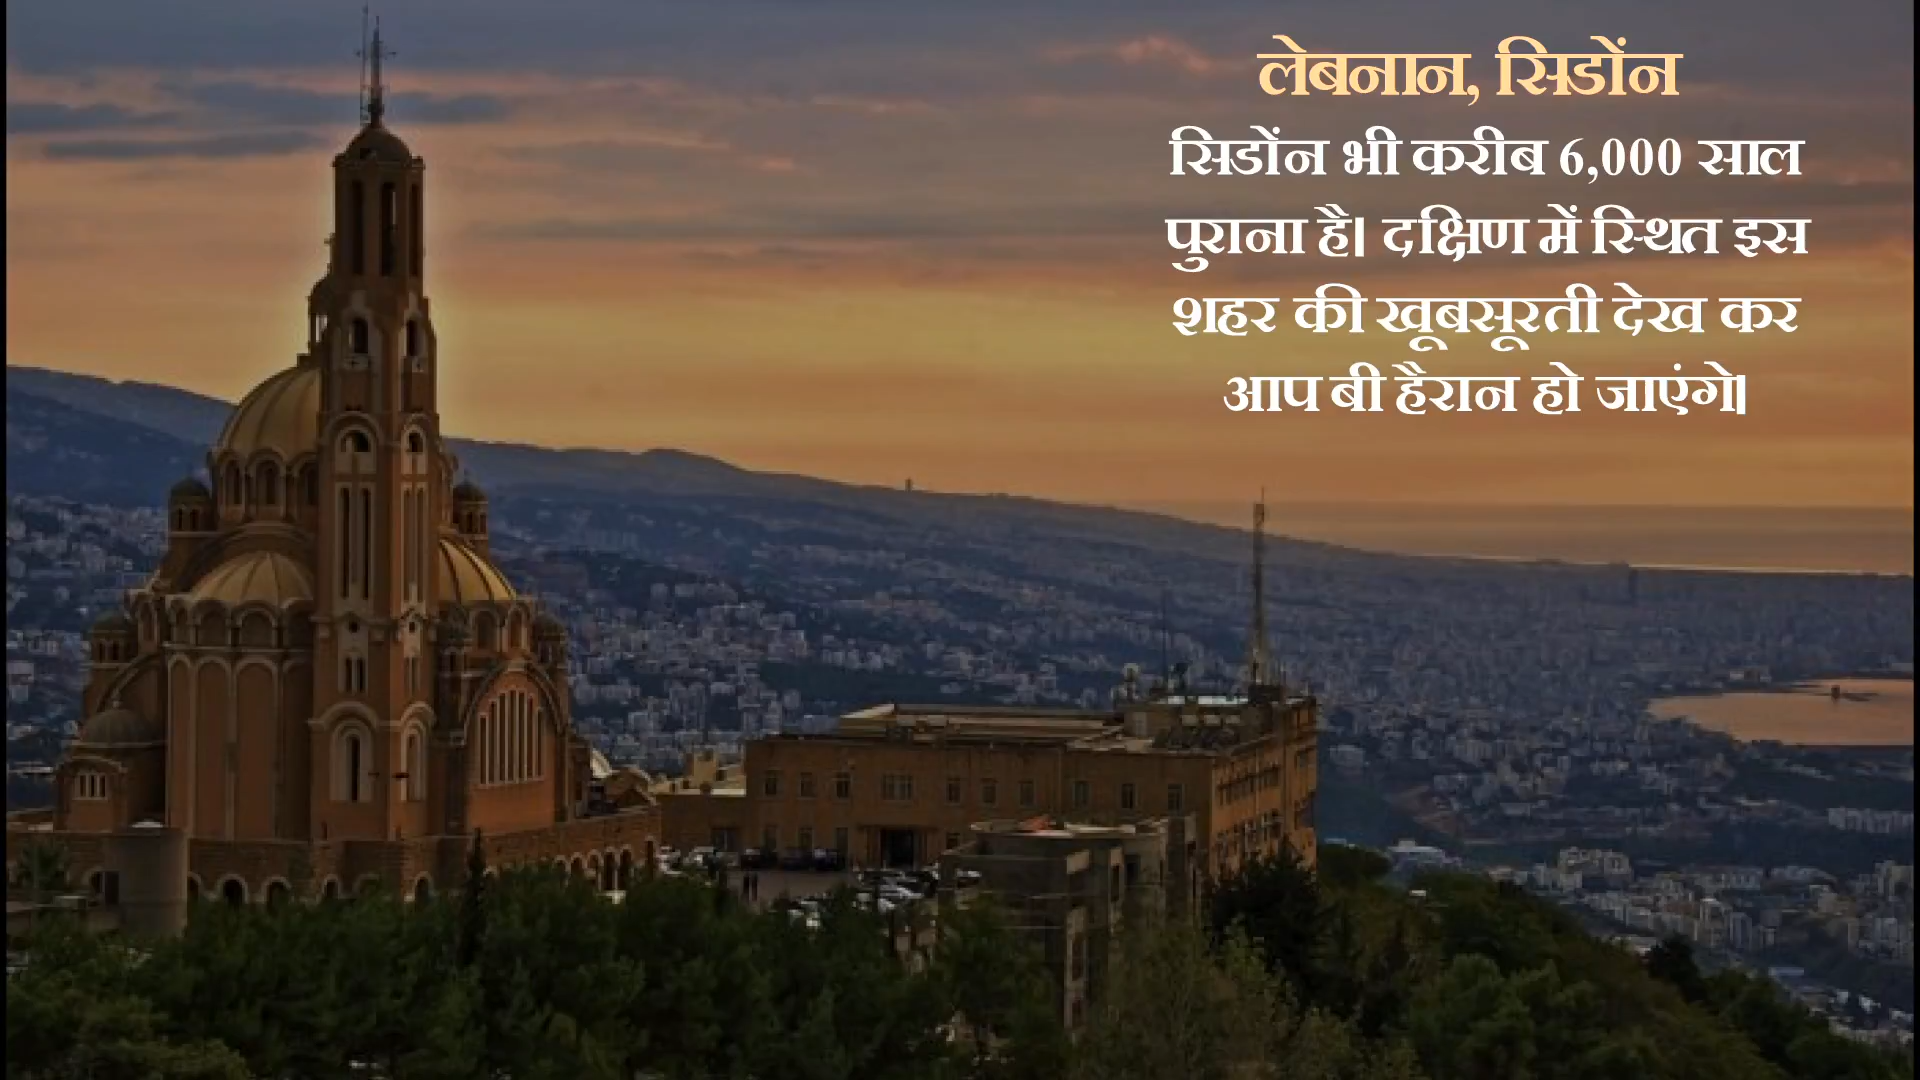 लेबनान, सिडोंन
सिडोंन भी करीब 6,000 साल
पुराना है। दक्षिण में स्थित इस
शहर की खूबसूरती देख कर
आप बी हैरान हो जाएंगे।